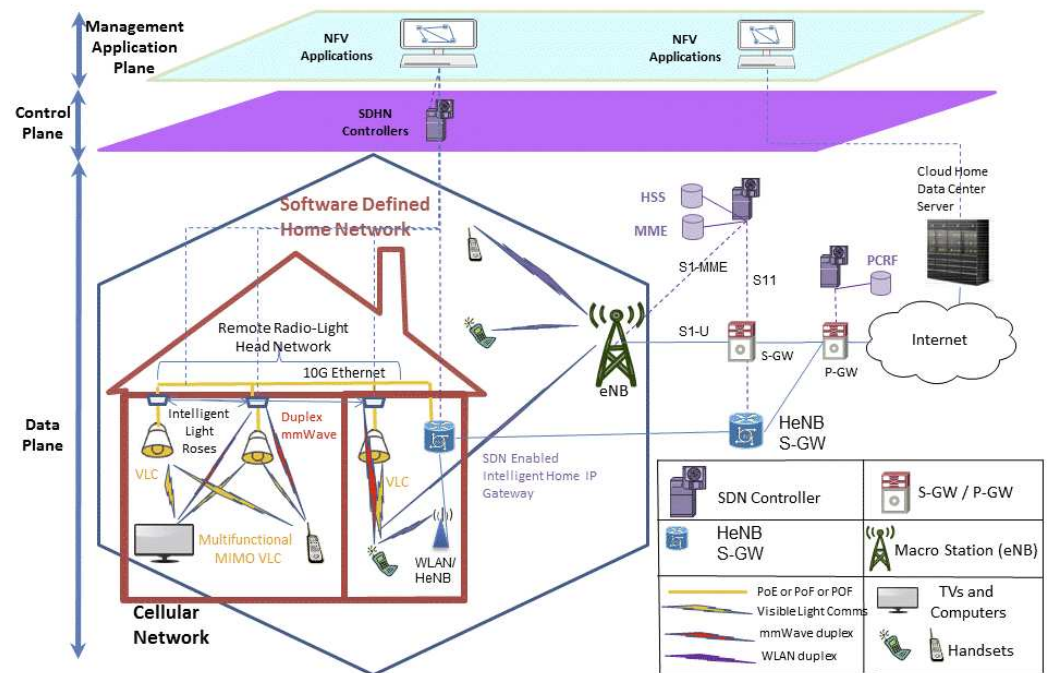 Management
Application
Plane
NFV
Applications
NFV
Applications
Control
Plane
SDHN
Controllers
Data
Plane
Software Defined
Home Network
HSS
MME
S1-MME
S11
PCRF
Cloud Home
Data Center
Server
Remote Radio-Light
Head Network
10G Ethernet
eNB
S1-U
S-GW
P-GW
Internet
Intelligent
Light
Roses
Duplex
mmWave
VLC
VLC
SDN Enabled
Intelligent Home IP
Gateway
HeNB
S-GW
Multifunctional
MIMO VLC
WLAN/
HeNB
Cellular
Network
SDN Controller
S-GW / P-GW
HeNB
S-GW
Macro Station (eNB)
PoE or PoF or POF
Visible Light Comms
mmWave duplex
WLAN duplex
TVs and
Computers
Handsets